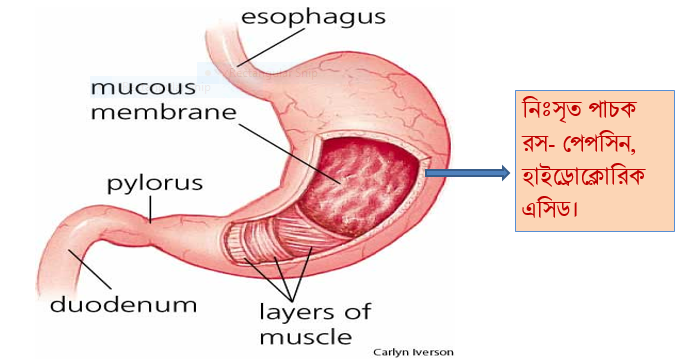 esophagus
mucous
membrane
pylorus
duodenum
layers of
muscle
Carlyn Iverson
নিঃসৃত পাচক
রস- পেপসিন,
হাইড্রোক্লোরিক
এসিড।